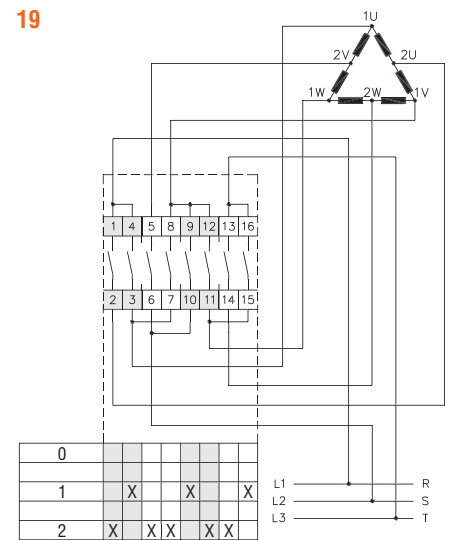 19
1U
2V 2U
1W 2W 1V
1 4 5 8 9 12 13 16
2 3 6 7 10 11 14 15
0
1 X X X
2 X X X X X
L1 R
L2 S
L3 T